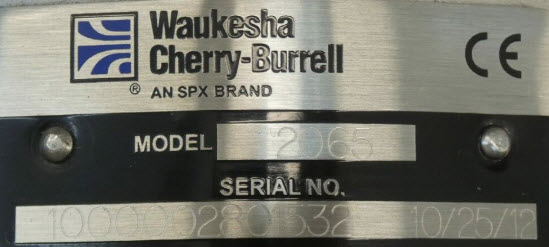 Waukesha
Cherry-Burrell
® AN SPX BRAND
CE
MODEL 2065
SERIAL NO.
1000002801532 10/25/12